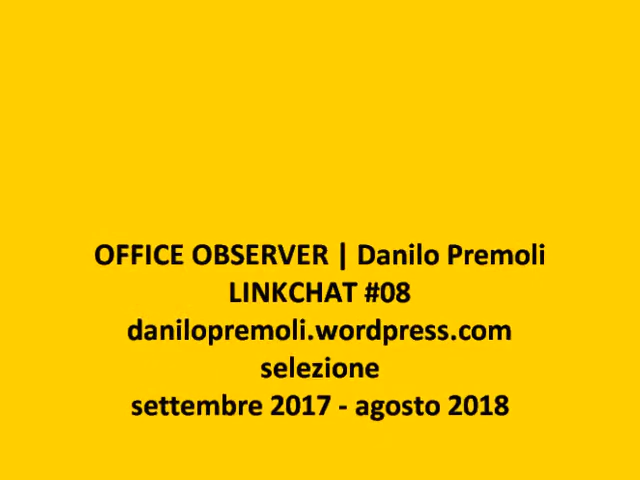 OFFICE OBSERVER | Danilo Premoli
LINKCHAT #08
danilopremoli.wordpress.com
selezione
settembre 2017 - agosto 2018